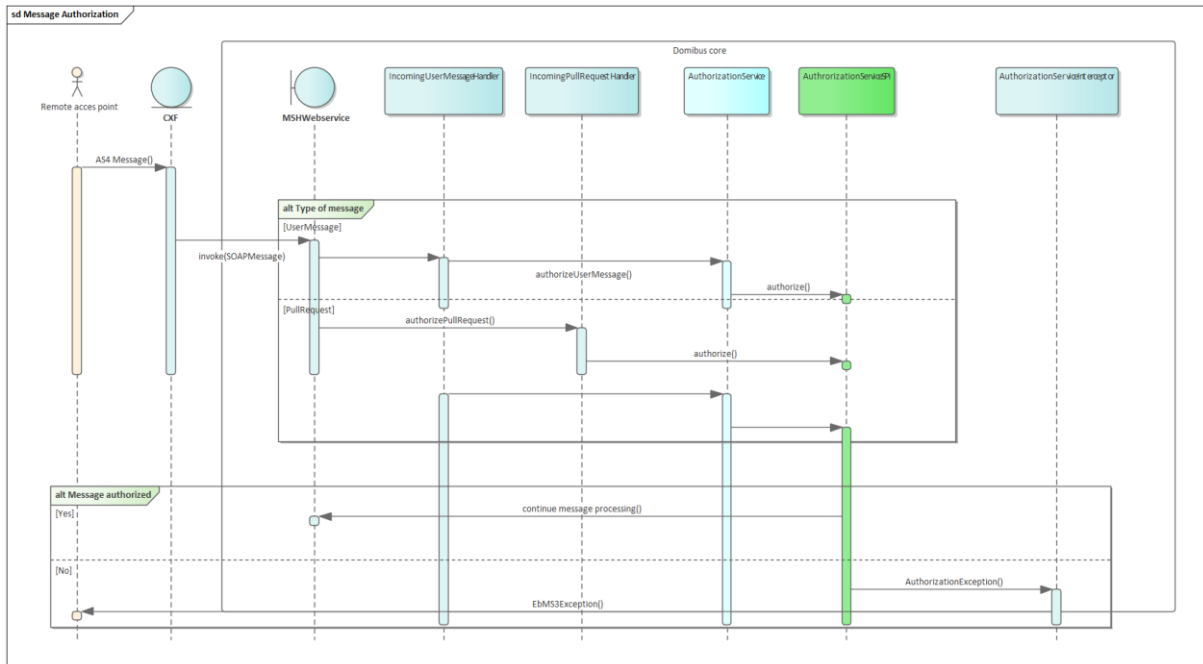 sd Message Authorization
Domibus core
Remote acces point
CXF
MSHWebservice
IncomingUserMessageHandler
IncomingPullRequestHandler
AuthorizationService
AuthrorizationServiceSPI
AuthorizationServiceInterceptor
AS4 Message()
alt Type of message
[UserMessage]
invoke(SOAPMessage)
authorizeUserMessage()
authorize()
[PullRequest]
authorizePullRequest()
authorize()
alt Message authorized
[Yes]
continue message processing()
[No]
AuthorizationException()
EbMS3Exception()